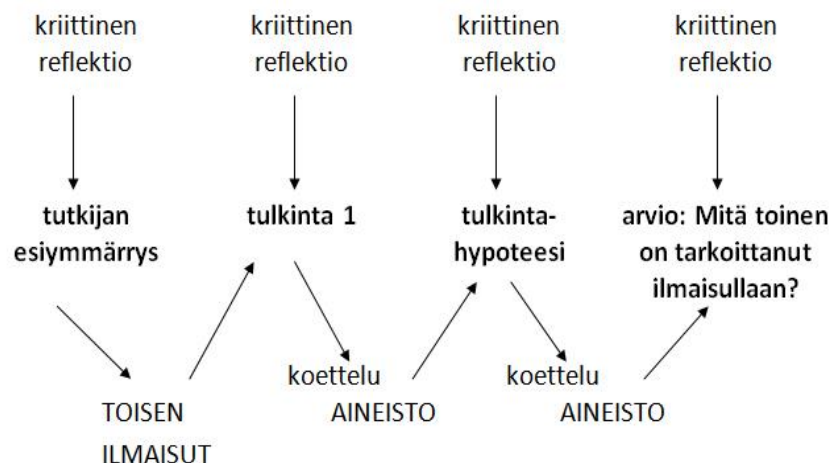 kriittinen kriittinen kriittinen kriittinen
reflektio reflektio reflektio reflektio
tutkijan tulkinta 1 tulkinta- arvio: Mitä toinen
esiymmärrys hypoteesi on tarkoittanut
ilmaisullaan?
koettelu koettelu
TOISEN AINEISTO AINEISTO
ILMAISUT